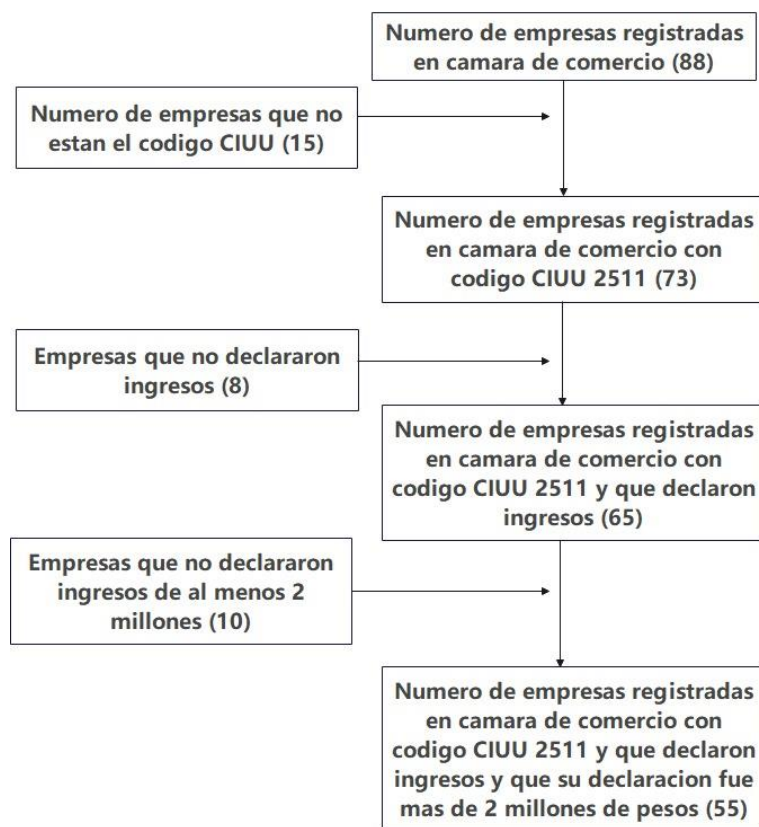 Numero de empresas registradas
en camara de comercio (88)
Numero de empresas que no
estan el codigo CIUU (15)
Numero de empresas registradas
en camara de comercio con
codigo CIUU 2511 (73)
Empresas que no declararon
ingresos (8)
Numero de empresas registradas
en camara de comercio con
codigo CIUU 2511 y que declaron
ingresos (65)
Empresas que no declararon
ingresos de al menos 2
millones (10)
Numero de empresas registradas
en camara de comercio con
codigo CIUU 2511 y que declaron
ingresos y que su declaracion fue
mas de 2 millones de pesos (55)